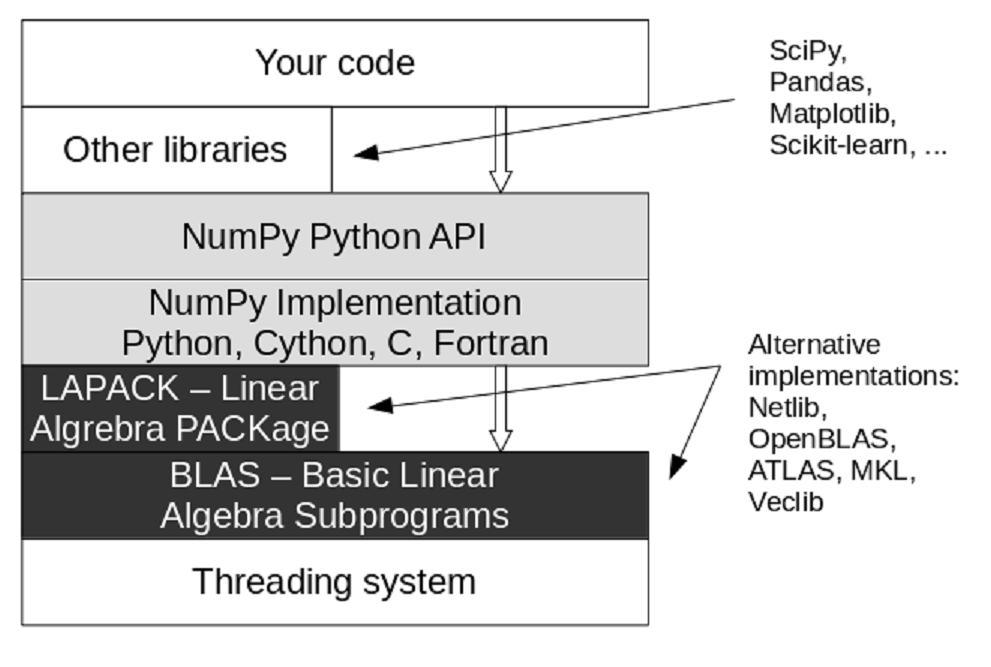 Your code
SciPy,
Pandas,
Matplotlib,
Scikit-learn, ...
Other libraries
NumPy Python API
NumPy Implementation
Python, Cython, C, Fortran
LAPACK – Linear
Algrebra PACKage
Alternative
implementations:
Netlib,
OpenBLAS,
ATLAS, MKL,
Veclib
BLAS – Basic Linear
Algebra Subprograms
Threading system